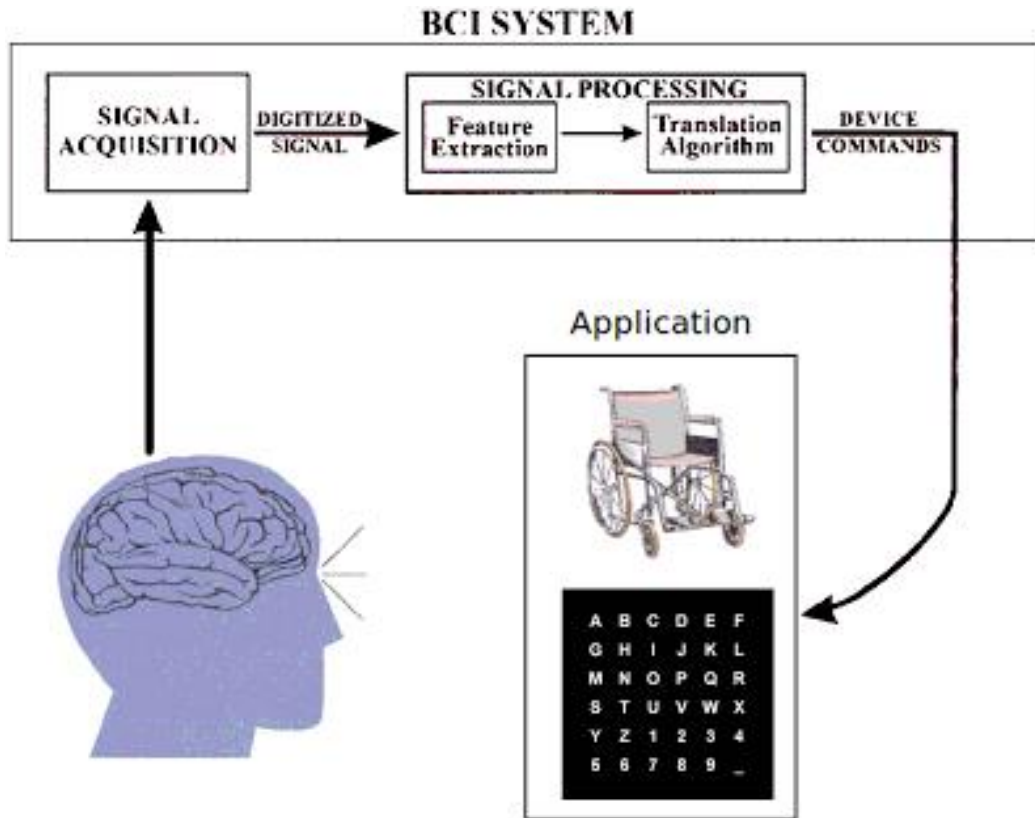 BCI SYSTEM
SIGNAL
ACQUISITION
DIGITIZED
SIGNAL
SIGNAL PROCESSING
Feature
Extraction
Translation
Algorithm
DEVICE
COMMANDS
Application
A B C D E F
G H I J K L
M N O P Q R
S T U V W X
Y Z 1 2 3 4
5 6 7 8 9 _